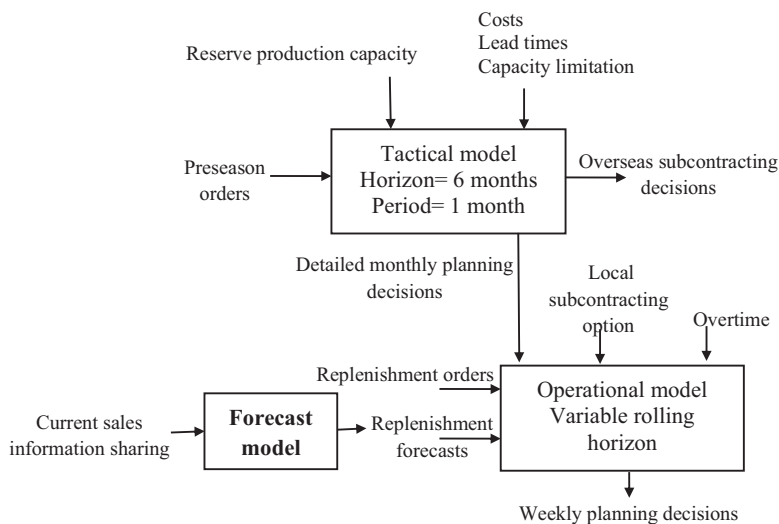 Costs
Lead times
Capacity limitation
Reserve production capacity
Preseason
orders
Tactical model
Horizon= 6 months
Period= 1 month
Overseas subcontracting
decisions
Detailed monthly planning
decisions
Local
subcontracting
option
Overtime
Replenishment orders
Operational model
Variable rolling
horizon
Current sales
information sharing
Forecast
model
Replenishment
forecasts
Weekly planning decisions